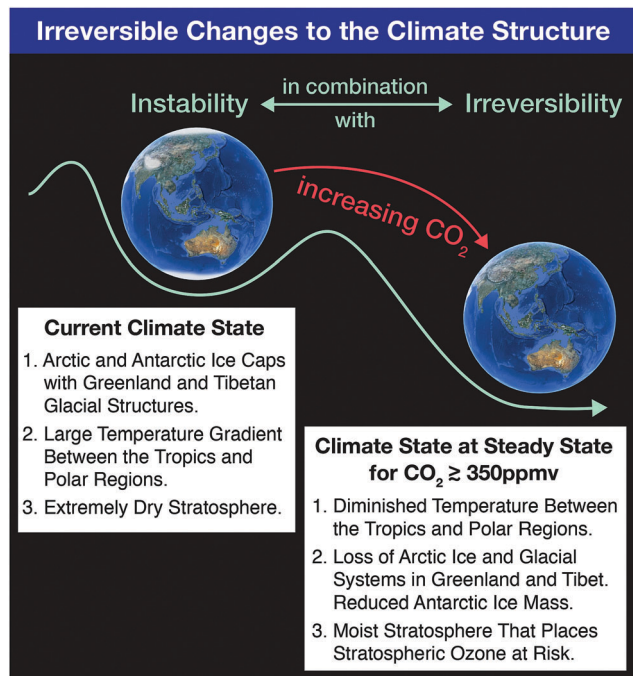 Irreversible Changes to the Climate Structure
Instability
in combination
with
Irreversibility
increasing CO₂
Current Climate State
1. Arctic and Antarctic Ice Caps
with Greenland and Tibetan
Glacial Structures.
2. Large Temperature Gradient
Between the Tropics and
Polar Regions.
3. Extremely Dry Stratosphere.
Climate State at Steady State
for CO₂ ≳ 350ppmv
1. Diminished Temperature Between
the Tropics and Polar Regions.
2. Loss of Arctic Ice and Glacial
Systems in Greenland and Tibet.
Reduced Antarctic Ice Mass.
3. Moist Stratosphere That Places
Stratospheric Ozone at Risk.